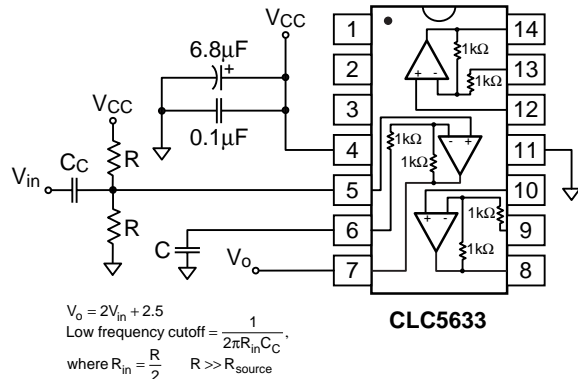 VCC
6.8μF
+
0.1μF
VCC
R
CC
Vin
R
C
Vo
1
2
3
4
5
6
7
14
13
12
11
10
9
8
1kΩ
1kΩ
+ -
1kΩ
1kΩ
- +
+ -
1kΩ
1kΩ
CLC5633
Vo = 2Vin + 2.5
Low frequency cutoff = 1 / 2πRinCC ,
where Rin = R / 2 R >> Rsource